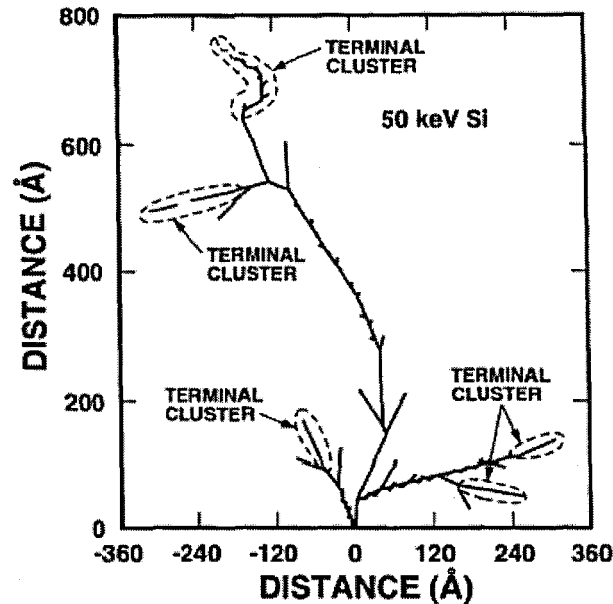 800
TERMINAL
CLUSTER
50 keV Si
600
DISTANCE (Å)
TERMINAL
CLUSTER
400
TERMINAL
CLUSTER
TERMINAL
CLUSTER
200
0
-360 -240 -120 0 120 240 360
DISTANCE (Å)